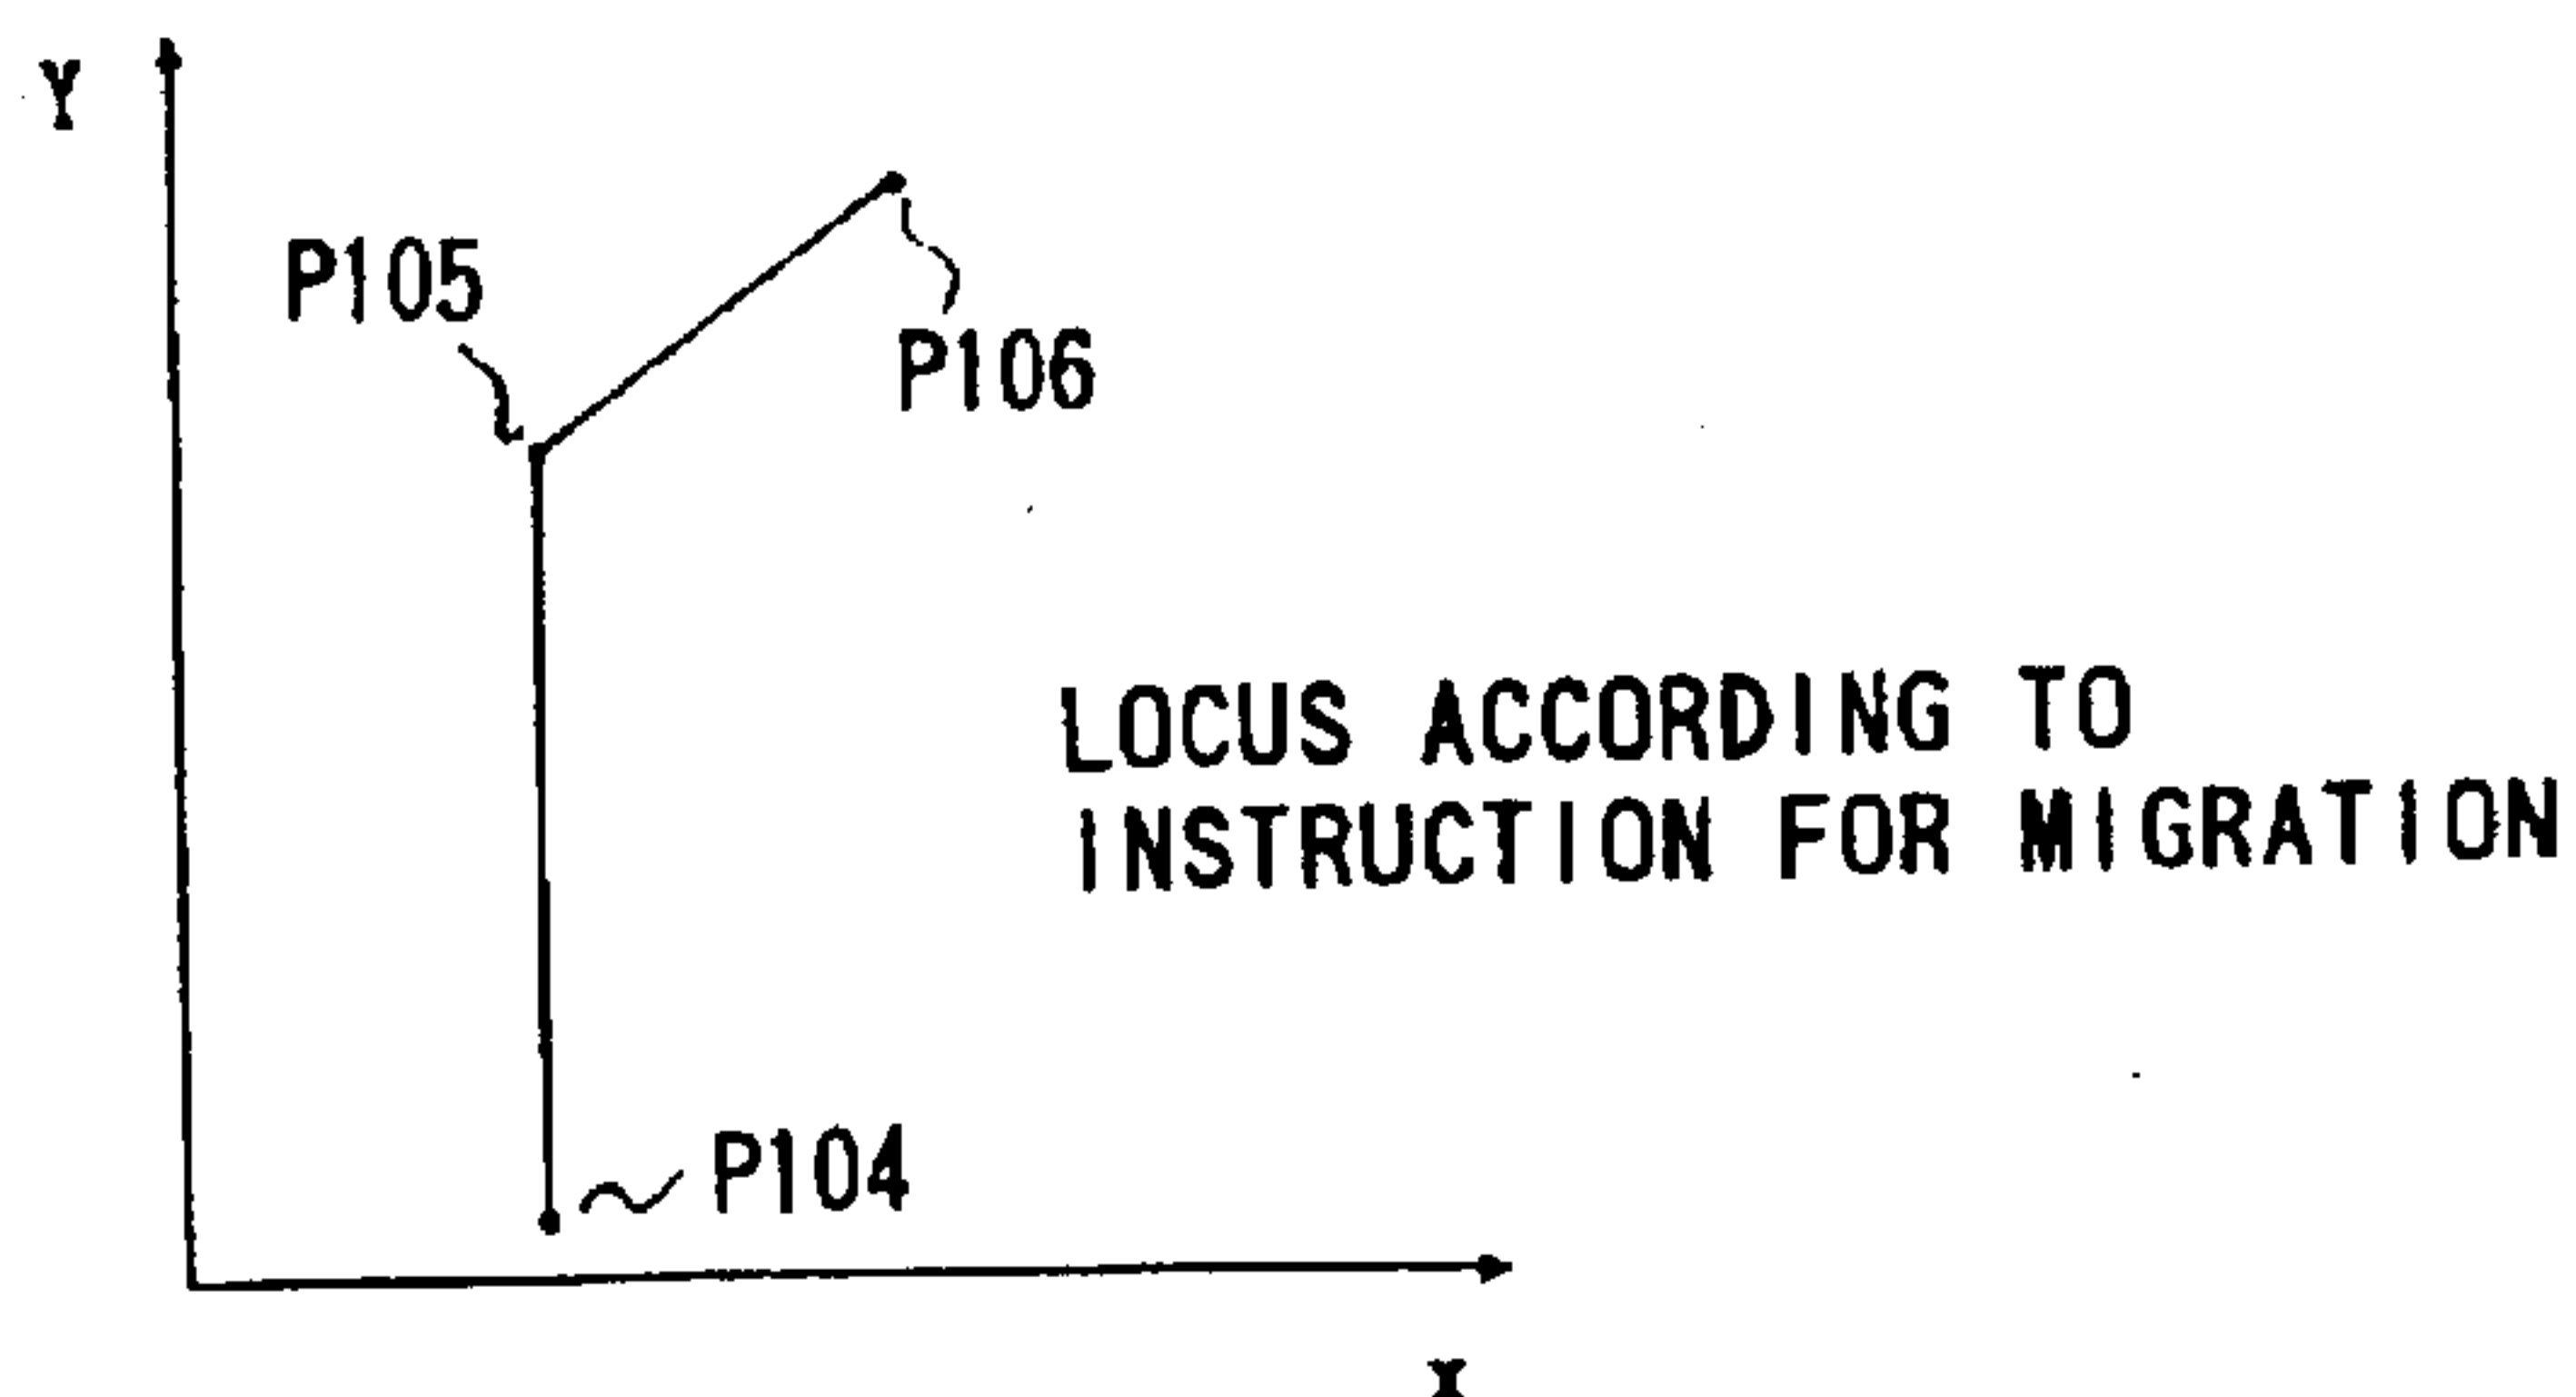 Y
P105
P106
LOCUS ACCORDING TO
INSTRUCTION FOR MIGRATION
P104
X